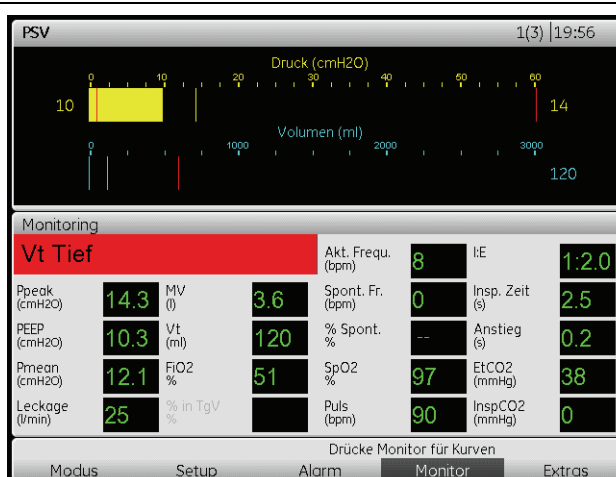 PSV 1(3) 19:56
Druck (cmH2O)
0 10 20 30 40 50 60
10 14
Volumen (ml)
0 1000 2000 3000
120
Monitoring
Vt Tief
Akt. Frequ. (bpm) 8 I:E 1:2.0
Ppeak (cmH2O) 14.3 MV (l) 3.6 Spont. Fr. (bpm) 0 Insp. Zeit (s) 2.5
PEEP (cmH2O) 10.3 Vt (ml) 120 % Spont. % -- Anstieg (s) 0.2
Pmean (cmH2O) 12.1 FiO2 % 51 SpO2 % 97 EtCO2 (mmHg) 38
Leckage (l/min) 25 % in TgV % Puls (bpm) 90 InspCO2 (mmHg) 0
Drücke Monitor für Kurven
Modus Setup Alarm Monitor Extras